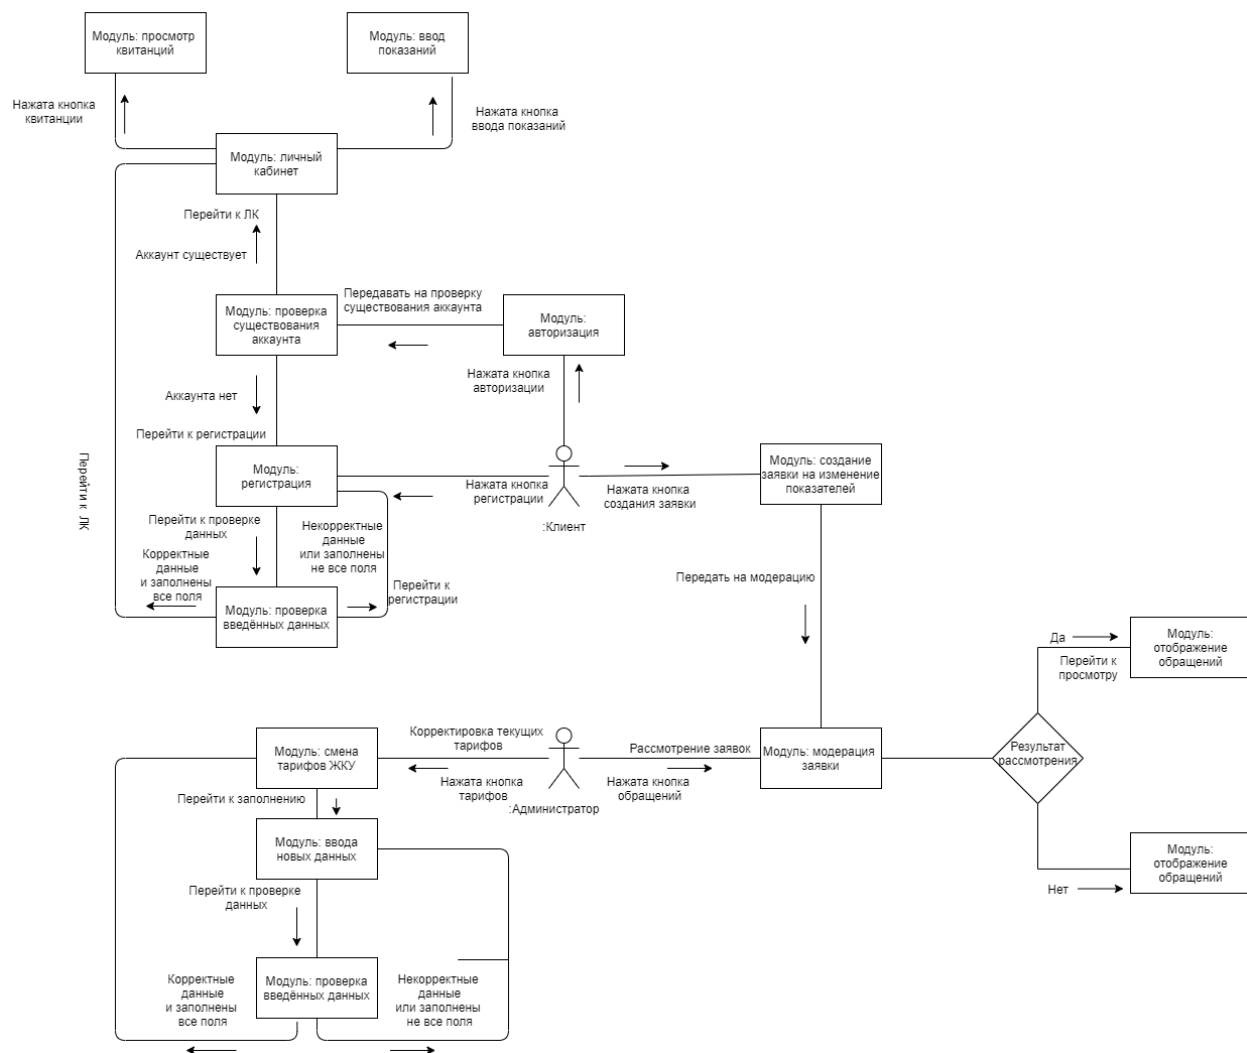 Модуль: просмотр
квитанций
Модуль: ввод
показаний
Нажата кнопка
квитанции
Нажата кнопка
ввода показаний
Модуль: личный
кабинет
Перейти к ЛК
Аккаунт существует
Модуль: проверка
существования
аккаунта
Передавать на проверку
существования аккаунта
Модуль:
авторизация
Нажата кнопка
авторизации
Аккаунта нет
Перейти к регистрации
Модуль:
регистрация
Нажата кнопка
регистрации
:Клиент
Нажата кнопка
создания заявки
Модуль: создание
заявки на изменение
показателей
Перейти к ЛК
Перейти к проверке
данных
Некорректные
данные
или заполнены
не все поля
Корректные
данные
и заполнены
все поля
Перейти к
регистрации
Модуль: проверка
введённых данных
Передать на модерацию
Да
Перейти к
просмотру
Модуль:
отображение
обращений
Модуль: смена
тарифов ЖКУ
Корректировка текущих
тарифов
Нажата кнопка
тарифов
:Администратор
Рассмотрение заявок
Нажата кнопка
обращений
Модуль: модерация
заявки
Результат
рассмотрения
Перейти к заполнению
Модуль: ввода
новых данных
Модуль:
отображение
обращений
Нет
Перейти к проверке
данных
Модуль: проверка
введённых данных
Корректные
данные
и заполнены
все поля
Некорректные
данные
или заполнены
не все поля